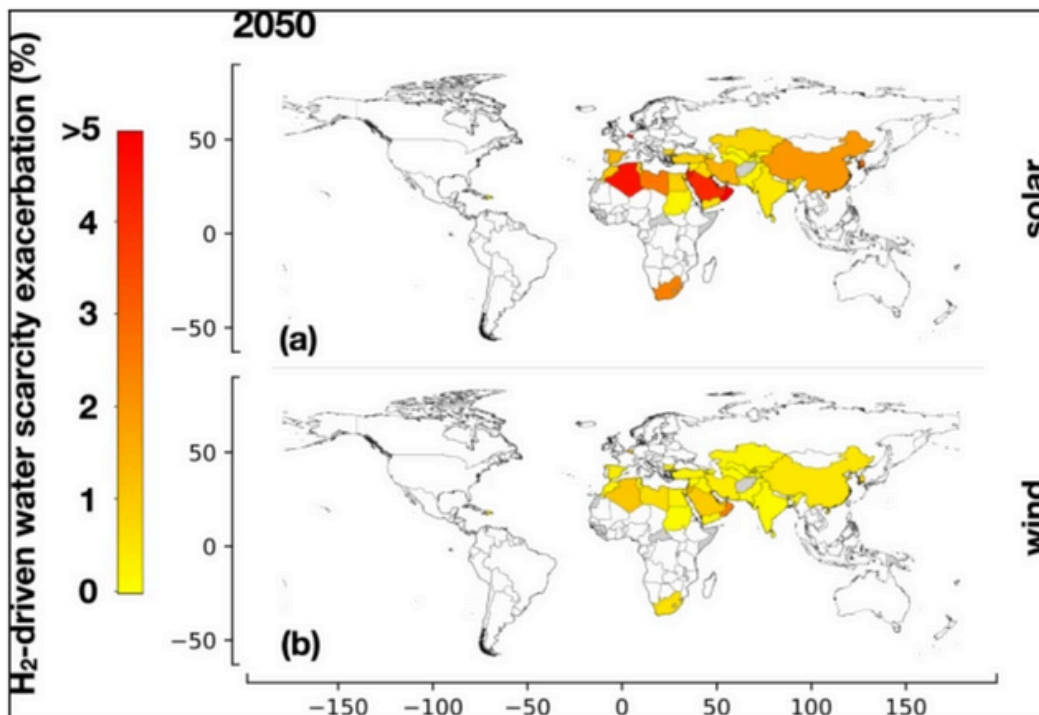 2050
H₂-driven water scarcity exacerbation (%)
>5
4
3
2
1
0
50
0
−50
(a)
solar
50
0
−50
(b)
wind
−150 −100 −50 0 50 100 150